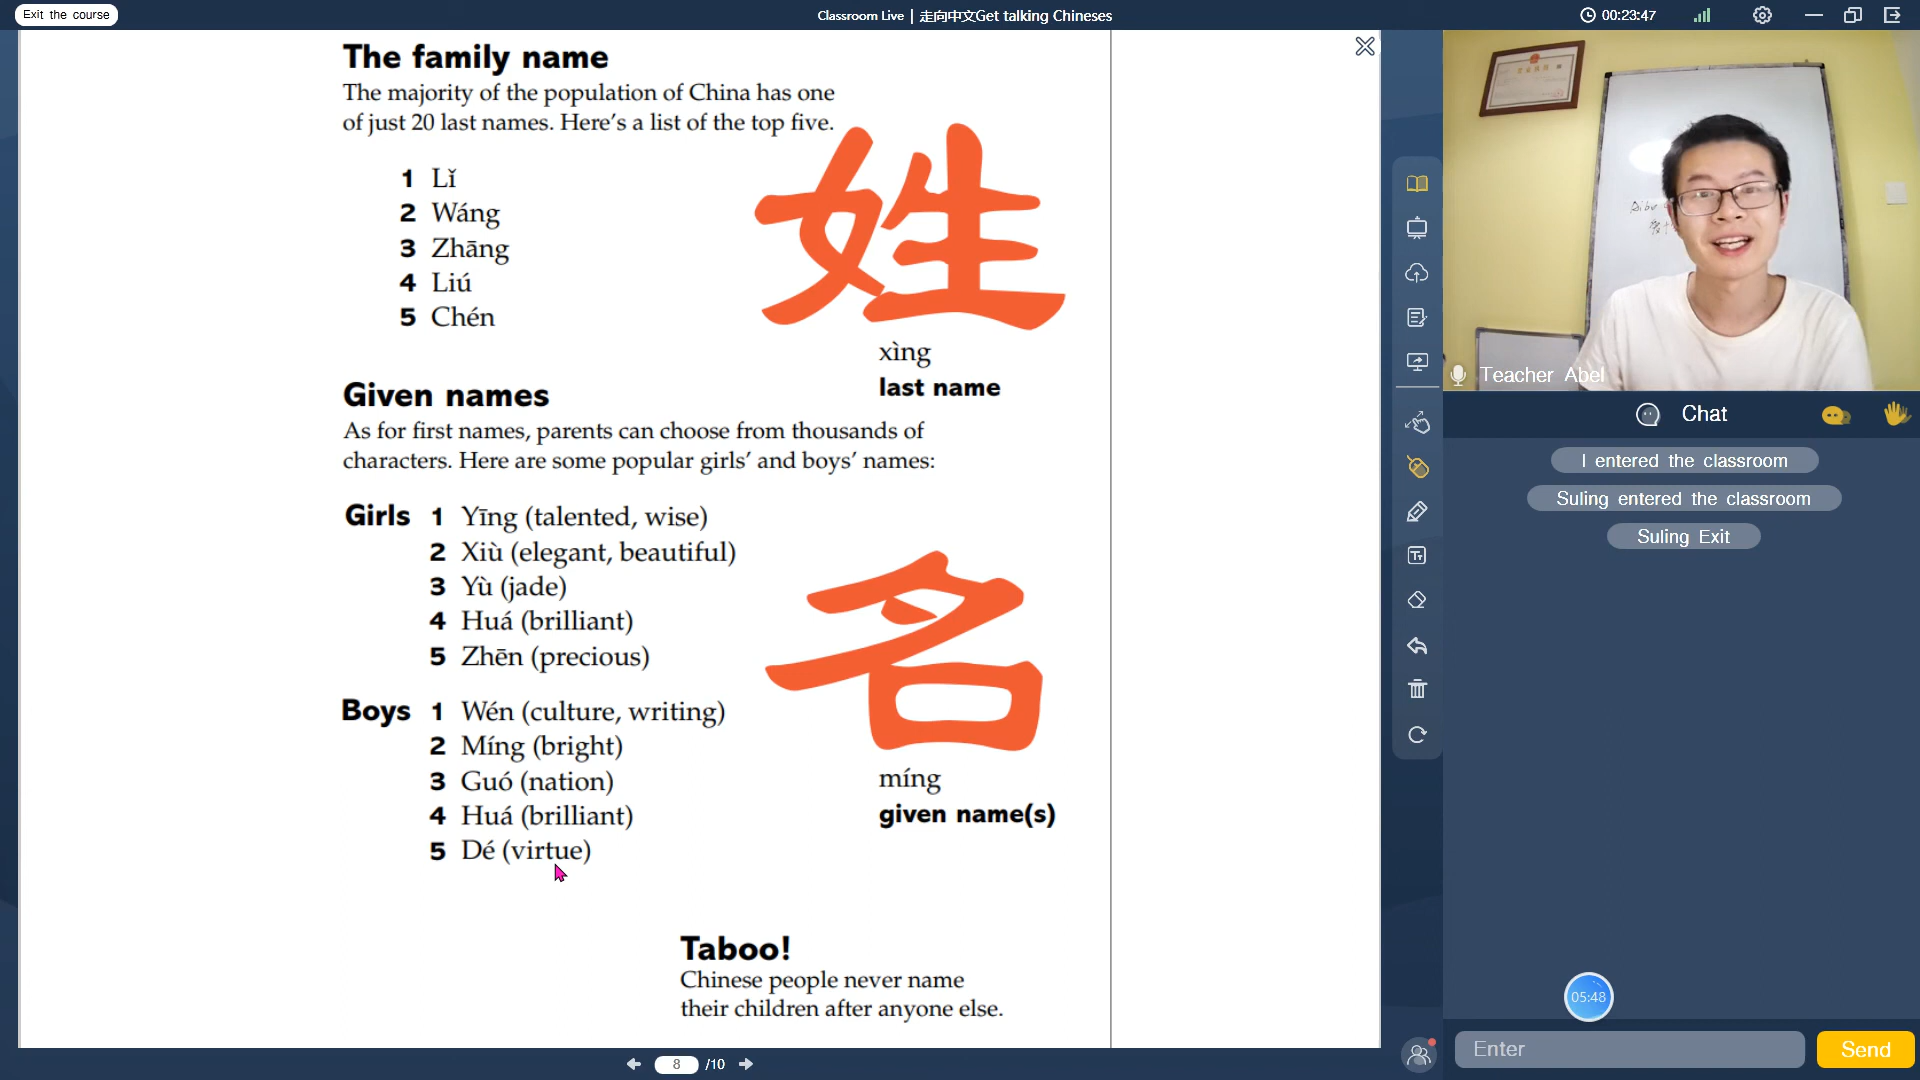 Exit the course
Classroom Live | 走向中文Get talking Chineses
00:23:47
The family name
The majority of the population of China has one
of just 20 last names. Here's a list of the top five.
1 Lǐ
2 Wáng
3 Zhāng
4 Liú
5 Chén
姓
xìng
last name
Given names
As for first names, parents can choose from thousands of
characters. Here are some popular girls' and boys' names:
Girls 1 Yīng (talented, wise)
2 Xiù (elegant, beautiful)
3 Yù (jade)
4 Huá (brilliant)
5 Zhēn (precious)
Boys 1 Wén (culture, writing)
2 Míng (bright)
3 Guó (nation)
4 Huá (brilliant)
5 Dé (virtue)
名
míng
given name(s)
Taboo!
Chinese people never name
their children after anyone else.
8 /10
Teacher Abel
Chat
I entered the classroom
Suling entered the classroom
Suling Exit
05:48
Enter
Send